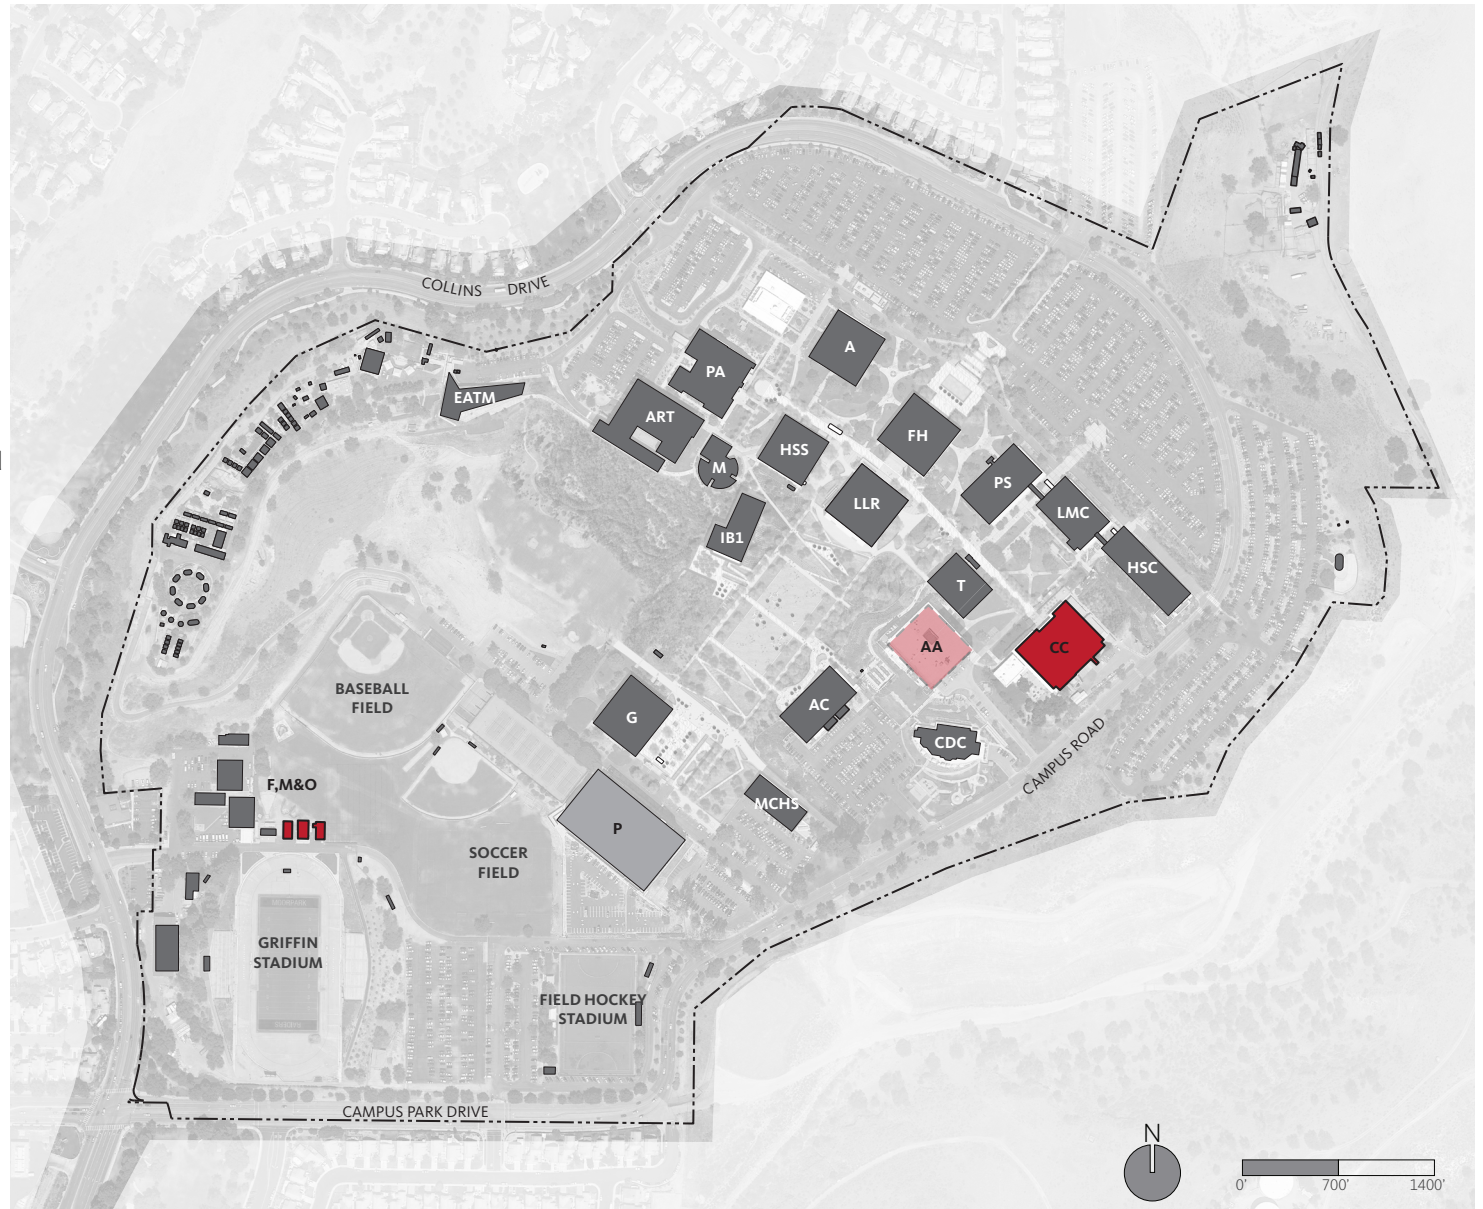 COLLINS DRIVE
A
PA
EATM
ART
FH
HSS
M
PS
LLR
LMC
IB1
HSC
T
AA
CC
BASEBALL
FIELD
AC
G
CDC
CAMPUS ROAD
F,M&O
MCHS
P
SOCCER
FIELD
GRIFFIN
STADIUM
FIELD HOCKEY
STADIUM
CAMPUS PARK DRIVE
N
0' 700' 1400'